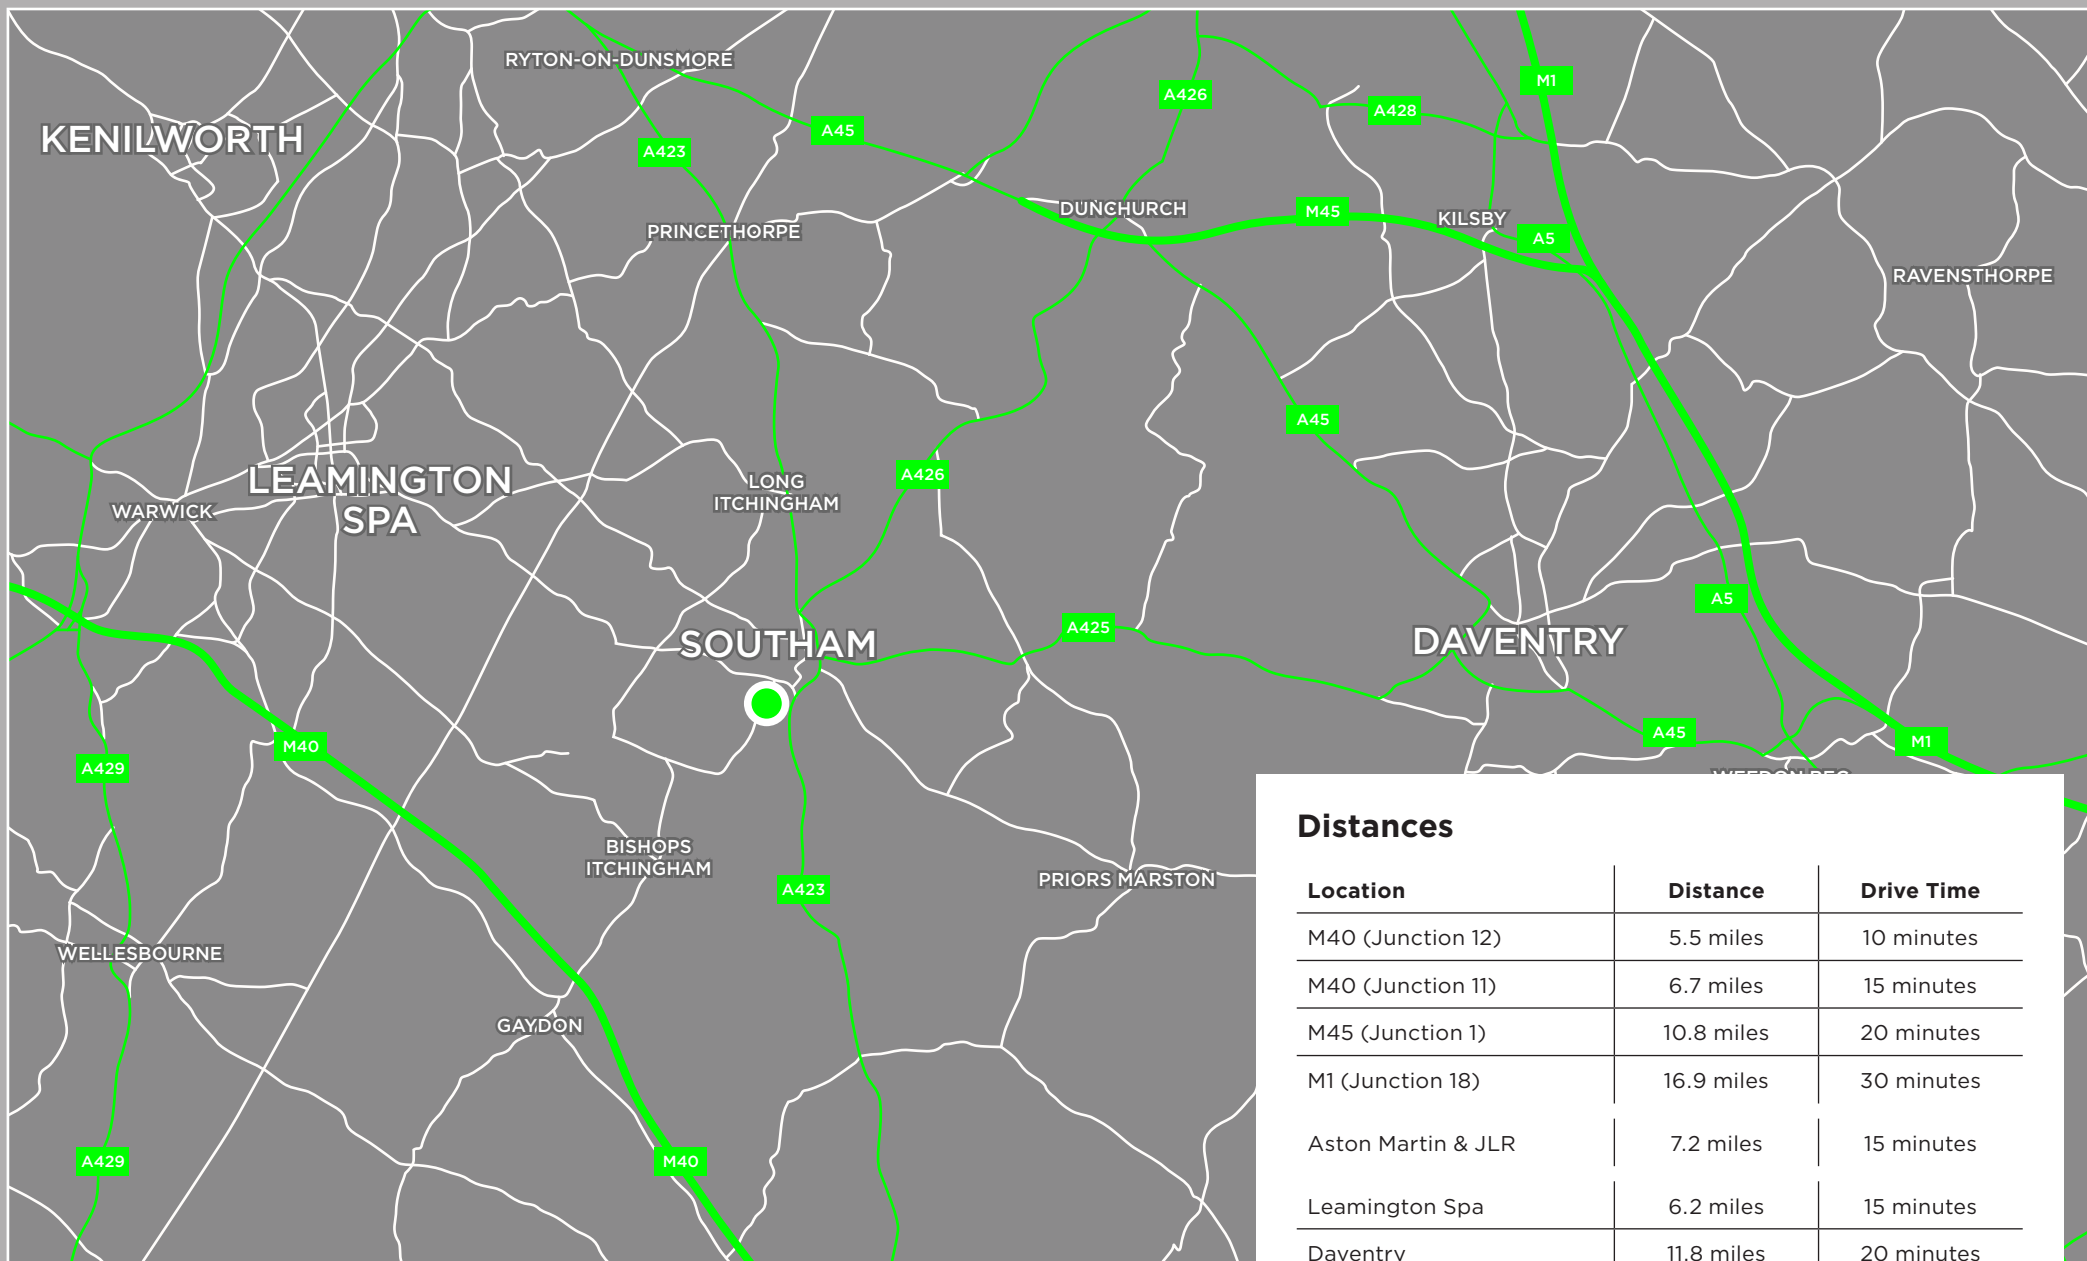 RYTON-ON-DUNSMORE
M1
A426
A428
KENILWORTH
A45
A423
DUNCHURCH
M45
KILSBY
PRINCETHORPE
A5
RAVENSTHORPE
A45
LEAMINGTON
SPA
LONG
ITCHINGHAM
A426
WARWICK
A5
A425
SOUTHAM
DAVENTRY
A45
M1
M40
A429
WEEDON BEC
BISHOPS
ITCHINGHAM
PRIORS MARSTON
A423
WELLESBOURNE
GAYDON
A429
M40
Distances
Location Distance Drive Time
M40 (Junction 12) 5.5 miles 10 minutes
M40 (Junction 11) 6.7 miles 15 minutes
M45 (Junction 1) 10.8 miles 20 minutes
M1 (Junction 18) 16.9 miles 30 minutes
Aston Martin & JLR 7.2 miles 15 minutes
Leamington Spa 6.2 miles 15 minutes
Daventry 11.8 miles 20 minutes